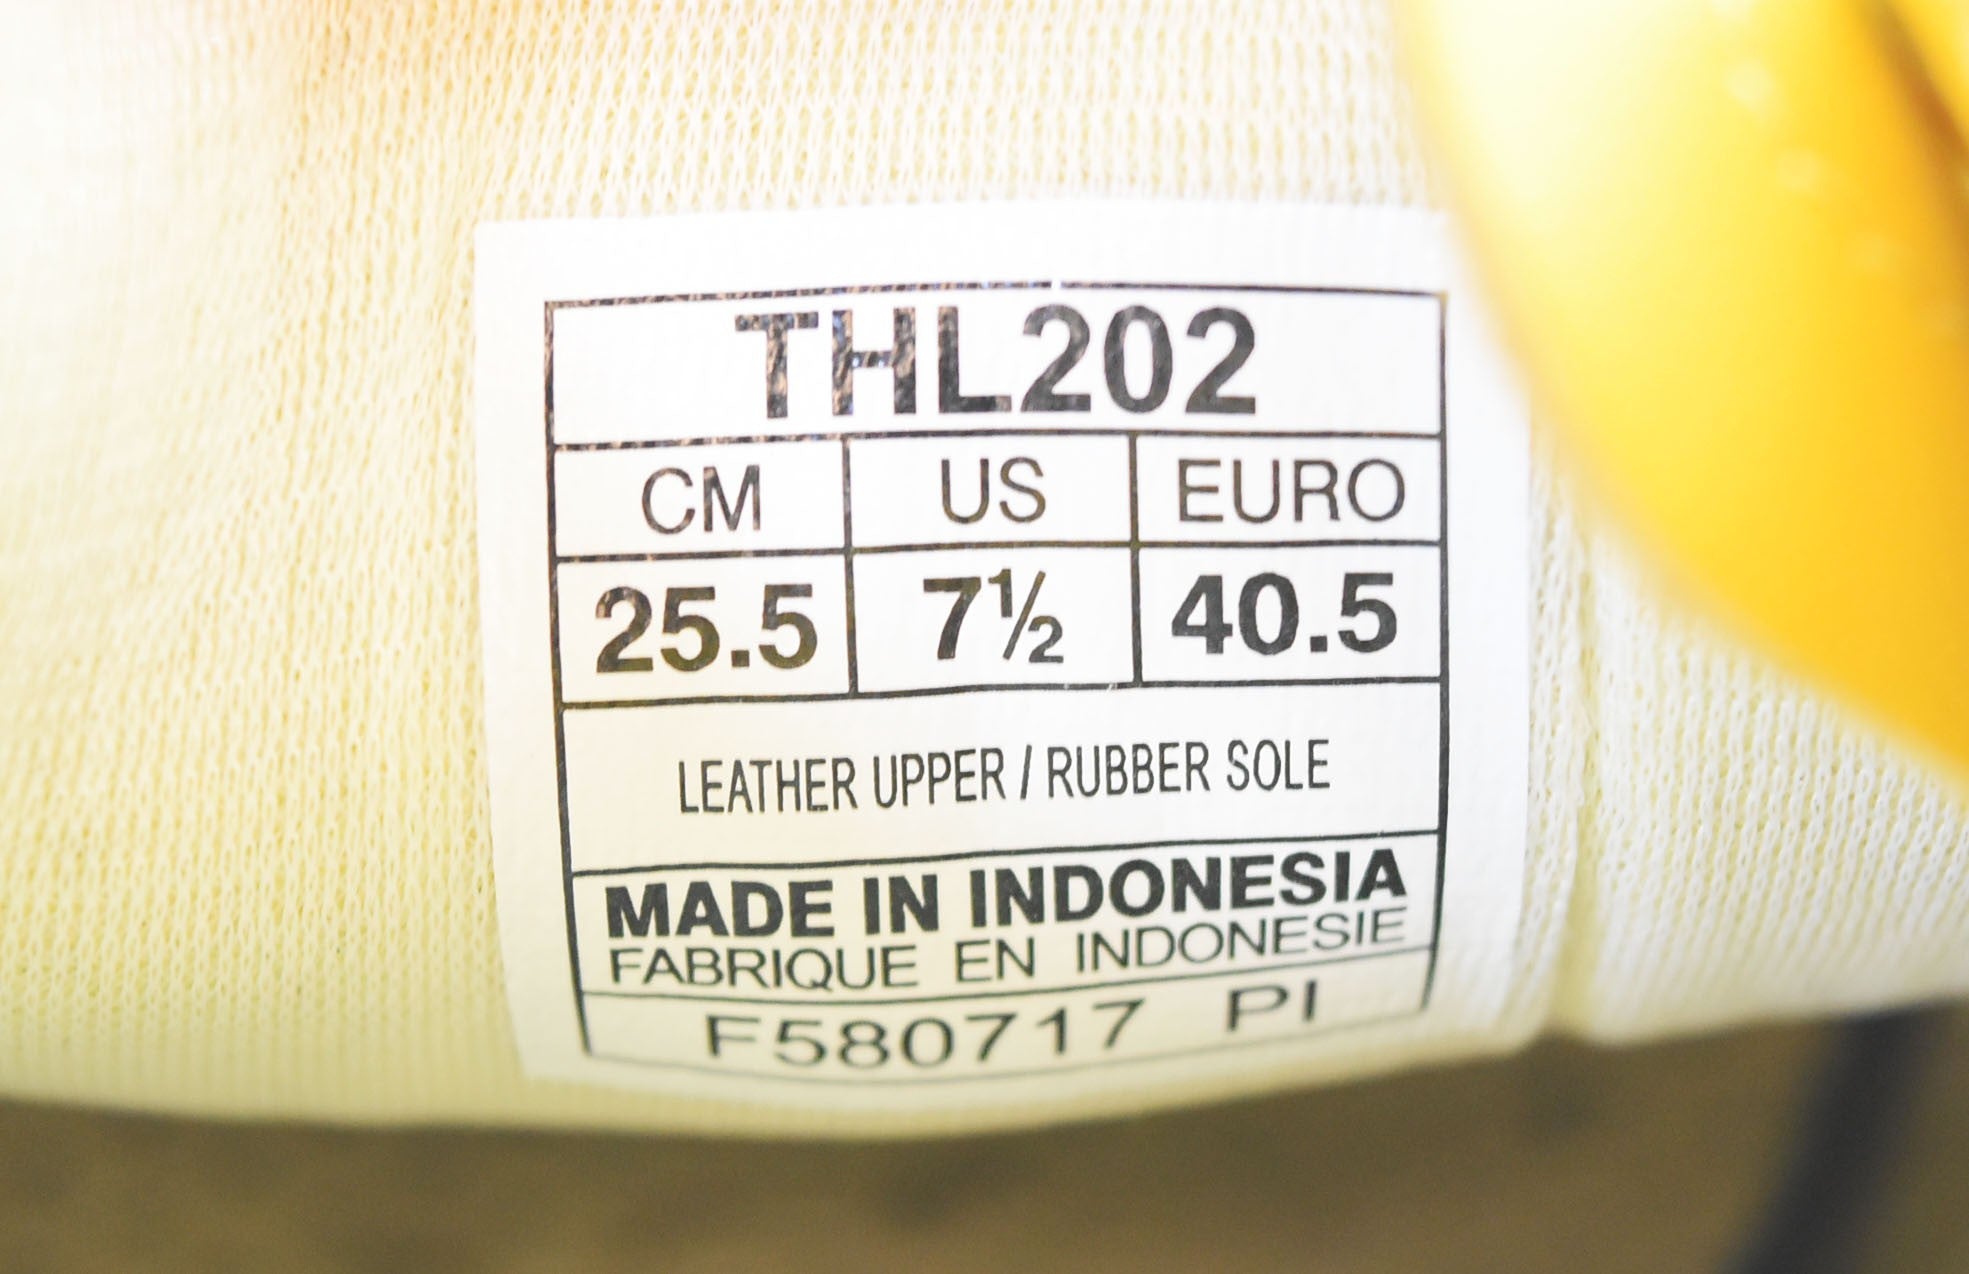 THL202
CM US EURO
25.5 7½ 40.5
LEATHER UPPER / RUBBER SOLE
MADE IN INDONESIA
FABRIQUE EN INDONESIE
F580717 PI